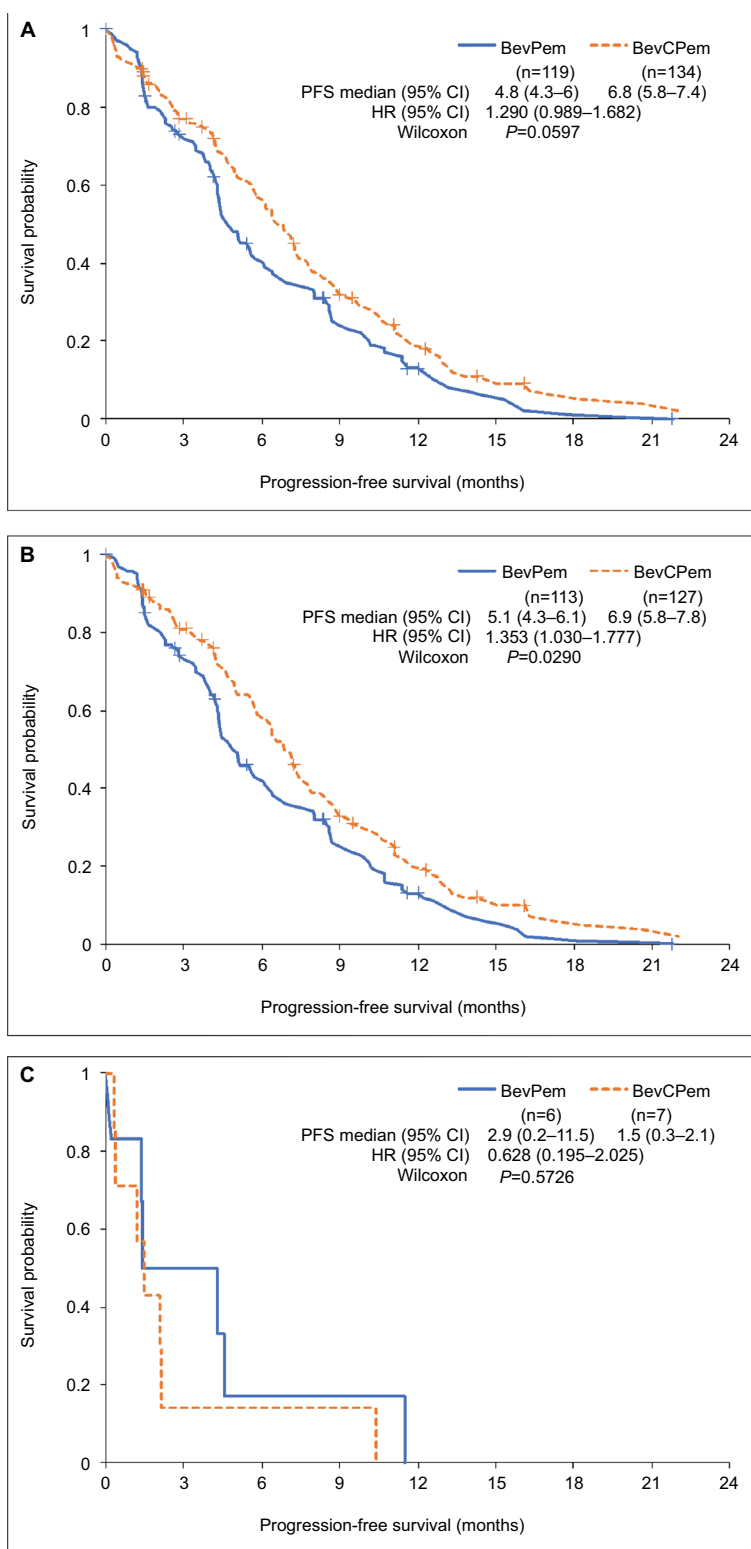 A
BevPem BevCPem
(n=119) (n=134)
PFS median (95% CI) 4.8 (4.3–6) 6.8 (5.8–7.4)
HR (95% CI) 1.290 (0.989–1.682)
Wilcoxon P=0.0597
Survival probability
1
0.8
0.6
0.4
0.2
0
0 3 6 9 12 15 18 21 24
Progression-free survival (months)
B
BevPem BevCPem
(n=113) (n=127)
PFS median (95% CI) 5.1 (4.3–6.1) 6.9 (5.8–7.8)
HR (95% CI) 1.353 (1.030–1.777)
Wilcoxon P=0.0290
Survival probability
1
0.8
0.6
0.4
0.2
0
0 3 6 9 12 15 18 21 24
Progression-free survival (months)
C
BevPem BevCPem
(n=6) (n=7)
PFS median (95% CI) 2.9 (0.2–11.5) 1.5 (0.3–2.1)
HR (95% CI) 0.628 (0.195–2.025)
Wilcoxon P=0.5726
Survival probability
1
0.8
0.6
0.4
0.2
0
0 3 6 9 12 15 18 21 24
Progression-free survival (months)